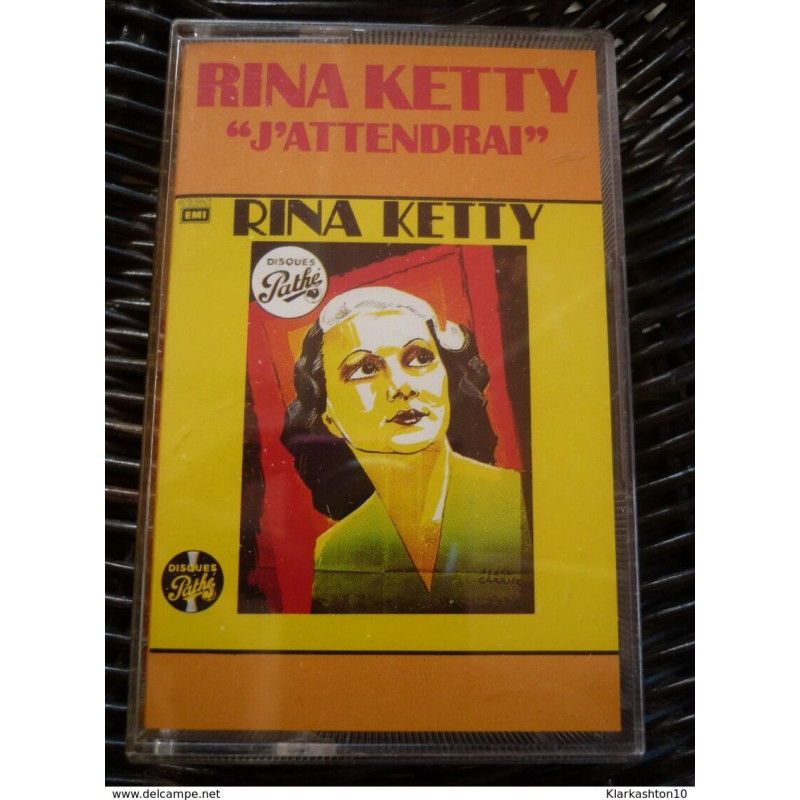 RINA KETTY
“J’ATTENDRAI”
EMI
RINA KETTY
DISQUES
Pathé
DISQUES
Pathé
www.delcampe.net
Klarkashton10